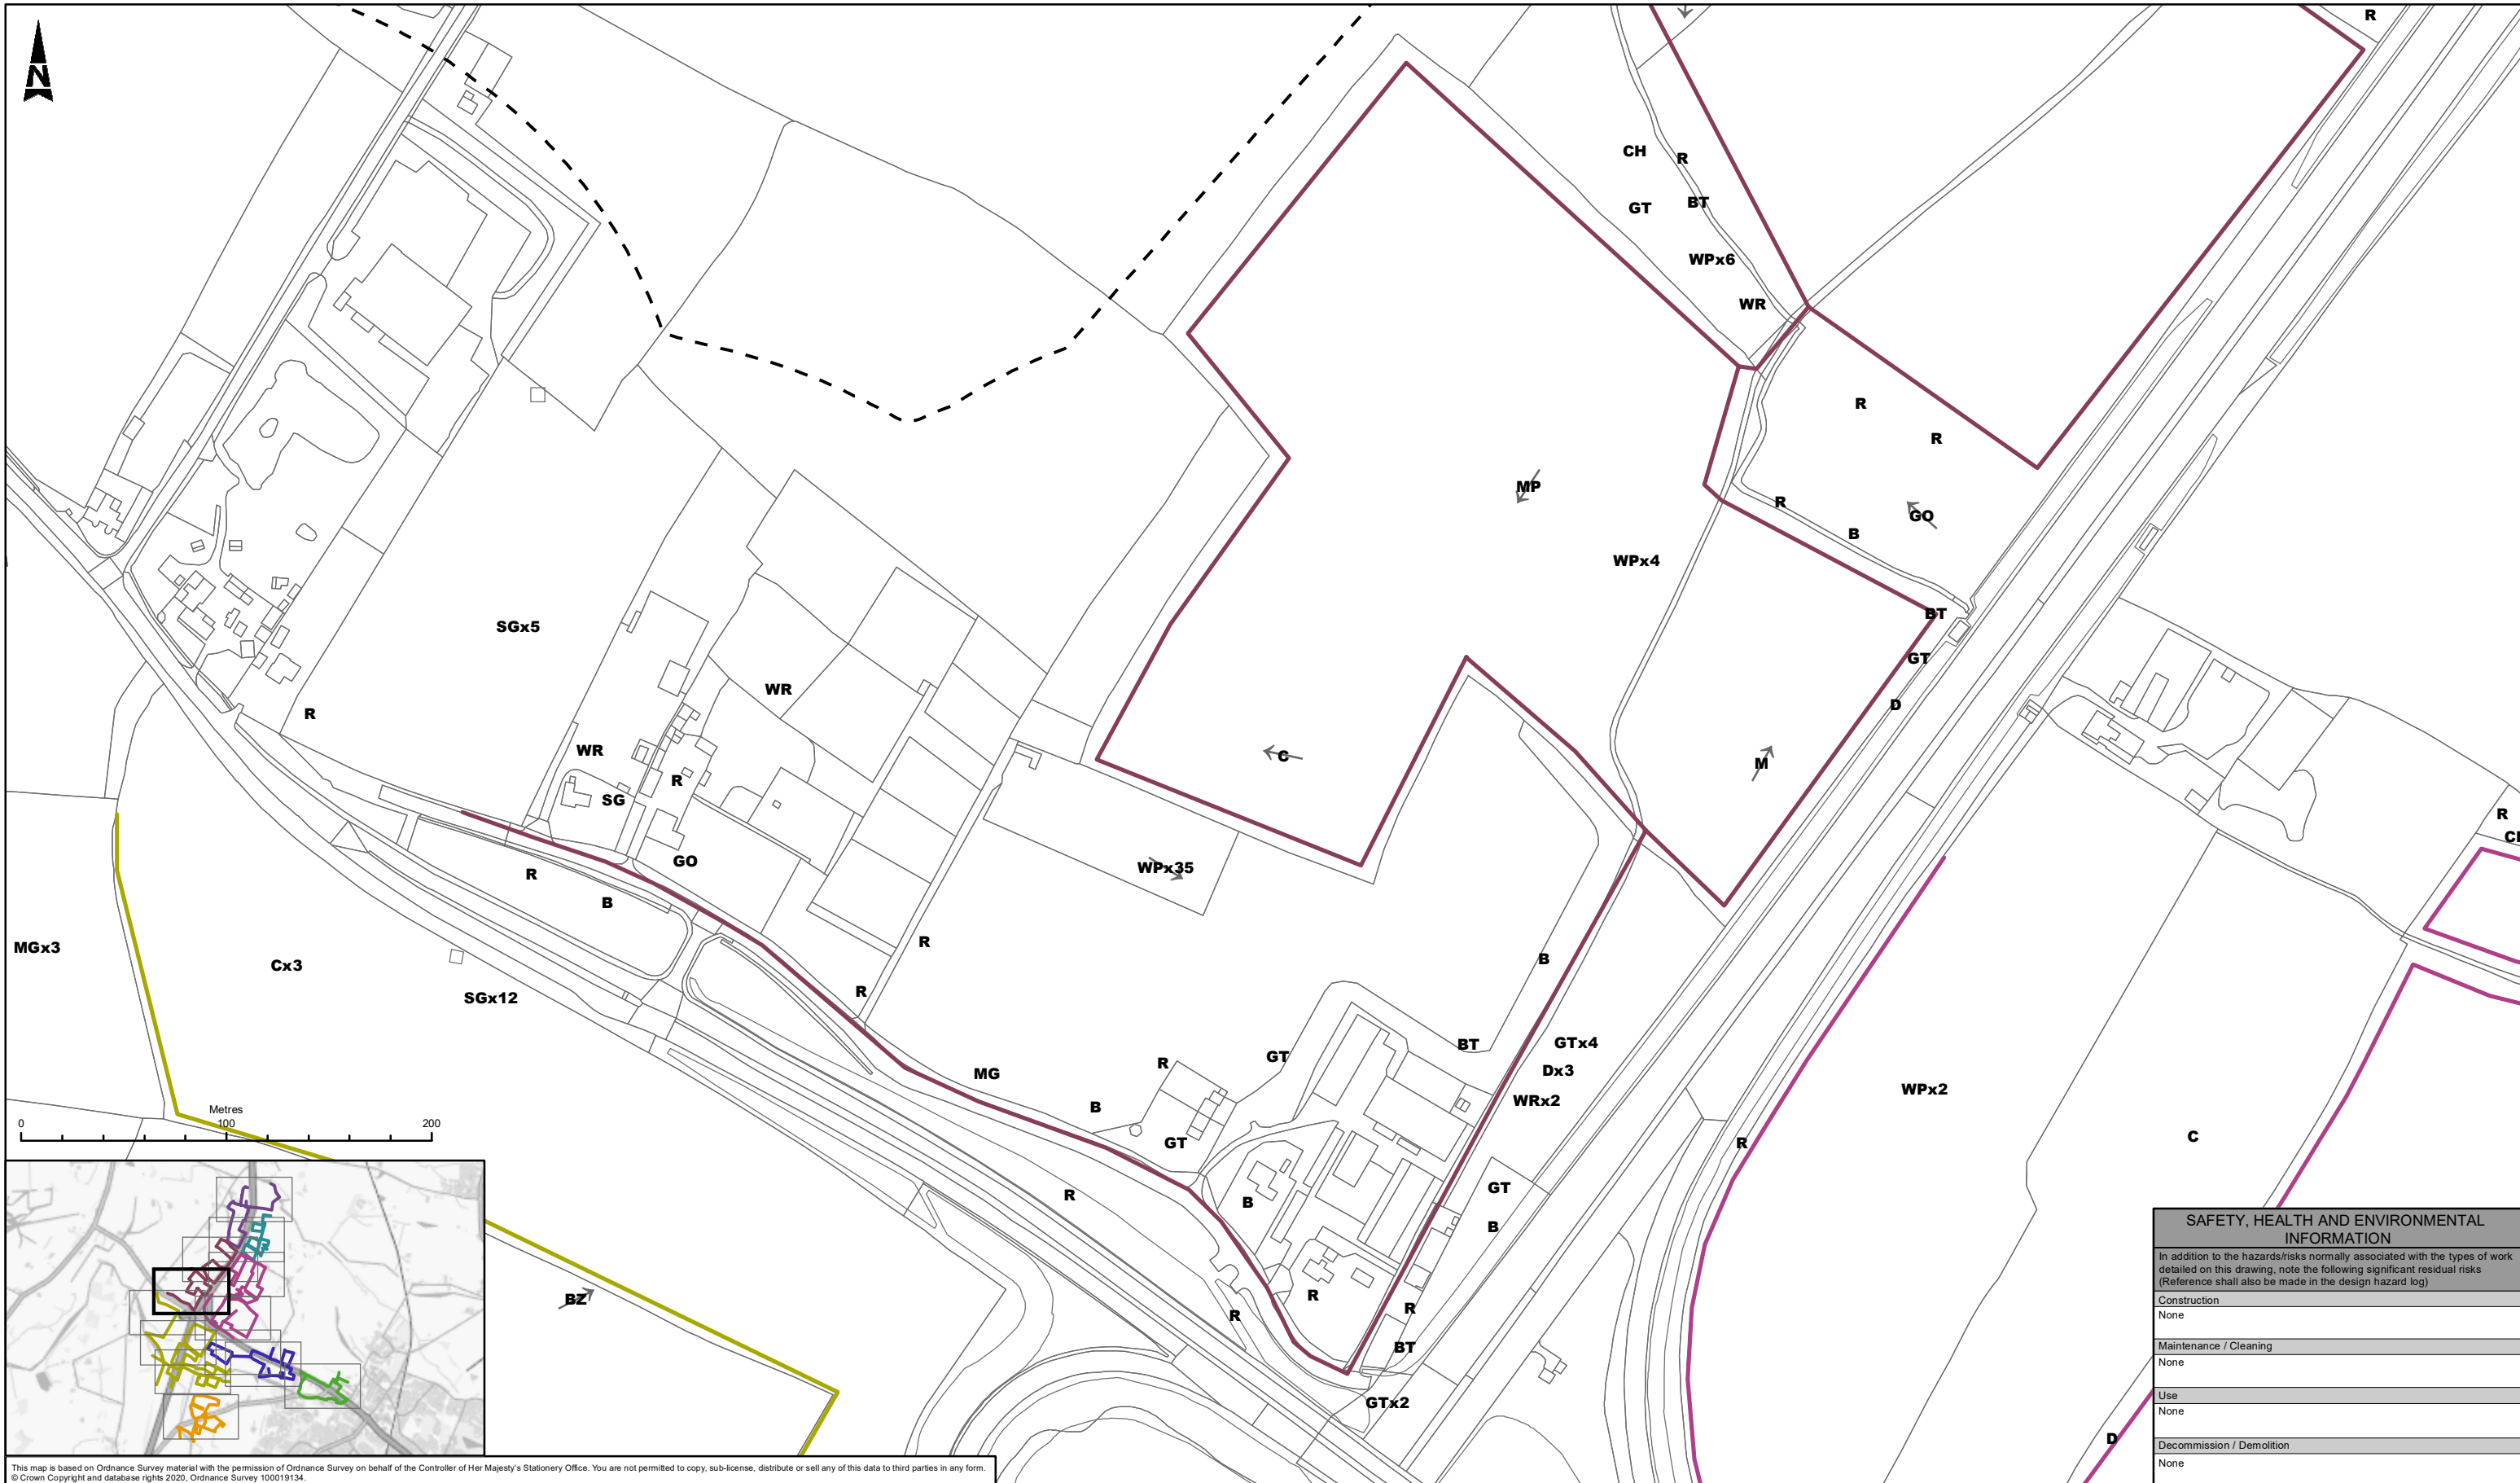 N
R
CH
R
GT
BT
WPx6
WR
R
R
MP
R
GO
B
WPx4
BT
SGx5
GT
WR
D
R
WR
C
M
R
SG
R
GO
WPx35
R
B
MGx3
R
B
Cx3
R
SGx12
GTx4
BT
GT
R
Dx3
MG
WPx2
WRx2
B
Metres
0
100
200
C
R
GT
GT
R
B
B
BZ
R
R
R
BT
GTx2
D
SAFETY, HEALTH AND ENVIRONMENTAL
INFORMATION
In addition to the hazards/risks normally associated with the types of work
detailed on this drawing, note the following significant residual risks
(Reference shall also be made in the design hazard log)
Construction
None
Maintenance / Cleaning
None
Use
None
Decommission / Demolition
None
This map is based on Ordnance Survey material with the permission of Ordnance Survey on behalf of the Controller of Her Majesty's Stationery Office. You are not permitted to copy, sub-license, distribute or sell any of this data to third parties in any form.
© Crown Copyright and database rights 2020, Ordnance Survey 100019134.